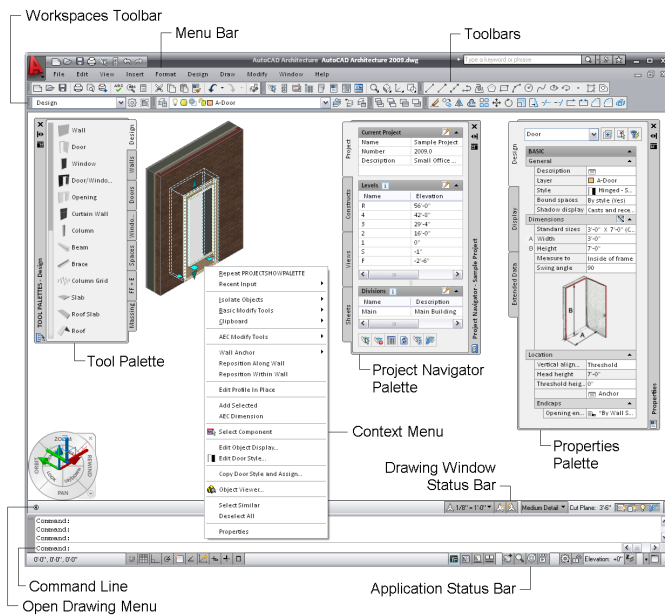 Workspaces Toolbar
Menu Bar
Toolbars
AutoCAD Architecture AutoCAD Architecture 2009.dwg
Type a Keyword or phrase
File Edit View Insert Format Design Draw Modify Window Help
Design
A-Door
Wall
Door
Window
Door/Windo...
Opening
Curtain Wall
Column
Beam
Brace
Column Grid
Slab
Roof Slab
Roof
Design
Walls
Doors
Windo...
Spaces
FF + E
Massing
TOOL PALETTES - Design
Tool Palette
Repeat PROJECTSHOWPALETTE
Recent Input
Isolate Objects
Basic Modify Tools
Clipboard
AEC Modify Tools
Wall Anchor
Reposition Along Wall
Reposition Within Wall
Edit Profile In Place
Add Selected
AEC Dimension
Select Component
Edit Object Display...
Edit Door Style...
Copy Door Style and Assign...
Object Viewer...
Select Similar
Deselect All
Properties
Context Menu
Project
Constructs
Views
Sheets
Current Project
Name Sample Project
Number 2009.0
Description Small Office ...
Levels
Name Elevation
R 56'-0"
4 42'-8"
3 29'-4"
2 16'-0"
1 0"
S -1"
F -2'-6"
Divisions
Name Description
Main Main Building
Project Navigator - Sample Project
Project Navigator
Palette
Door
Design
Display
Extended Data
BASIC
General
Description
Layer A-Door
Style Hinged - S...
Bound spaces By style (Yes)
Shadow display Casts and rece...
Dimensions
Standard sizes 3'-0" X 7'-0" (C...
A Width 3'-0"
B Height 7'-0"
Measure to Inside of frame
Swing angle 90
B
A
Location
Vertical align... Threshold
Head height 7'-0"
Threshold heig... 0"
Anchor
Endcaps
Opening en... "By Wall S...
Properties
Properties
Palette
ZOOM
ORBIT
REWIND
PAN
Drawing Window
Status Bar
1/8" = 1'-0" Medium Detail Cut Plane: 3'-6"
Command:
Command:
Command:
Command:
0'-0", 0'-0", 0'-0"
Elevation: +0"
Command Line
Application Status Bar
Open Drawing Menu